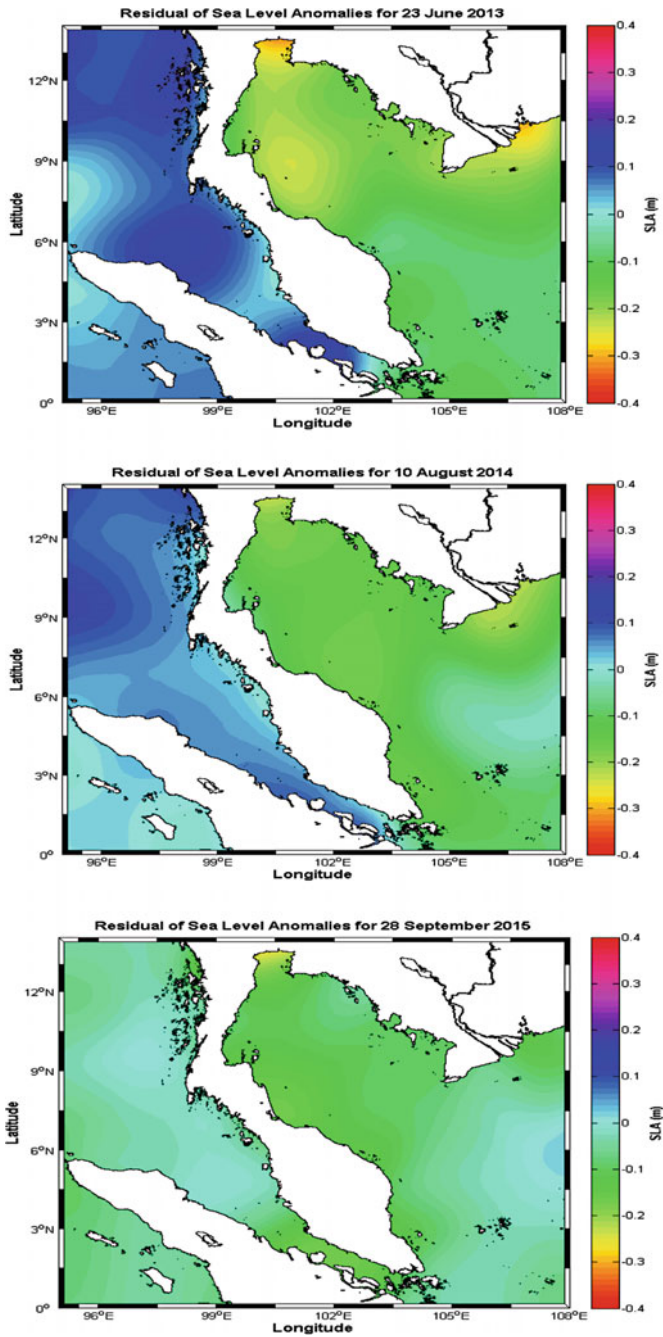 Residual of Sea Level Anomalies for 23 June 2013
12°N
9°N
6°N
3°N
0°
Latitude
96°E
99°E
102°E
105°E
108°E
Longitude
0.4
0.3
0.2
0.1
0
-0.1
-0.2
-0.3
-0.4
SLA (m)
Residual of Sea Level Anomalies for 10 August 2014
12°N
9°N
6°N
3°N
0°
Latitude
96°E
99°E
102°E
105°E
108°E
Longitude
0.4
0.3
0.2
0.1
0
-0.1
-0.2
-0.3
-0.4
SLA (m)
Residual of Sea Level Anomalies for 28 September 2015
12°N
9°N
6°N
3°N
0°
Latitude
96°E
99°E
102°E
105°E
108°E
Longitude
0.4
0.3
0.2
0.1
0
-0.1
-0.2
-0.3
-0.4
SLA (m)